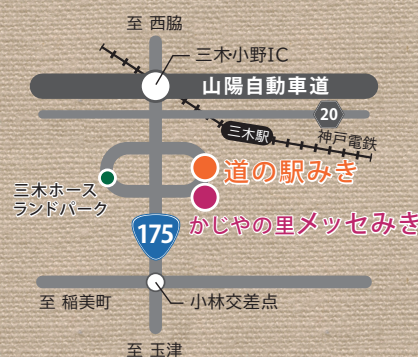 至 西脇
三木小野IC
山陽自動車道
20
三木駅
神戸電鉄
道の駅みき
三木ホース
ランドパーク
かじやの里メッセみき
175
至 稲美町
小林交差点
至 玉津